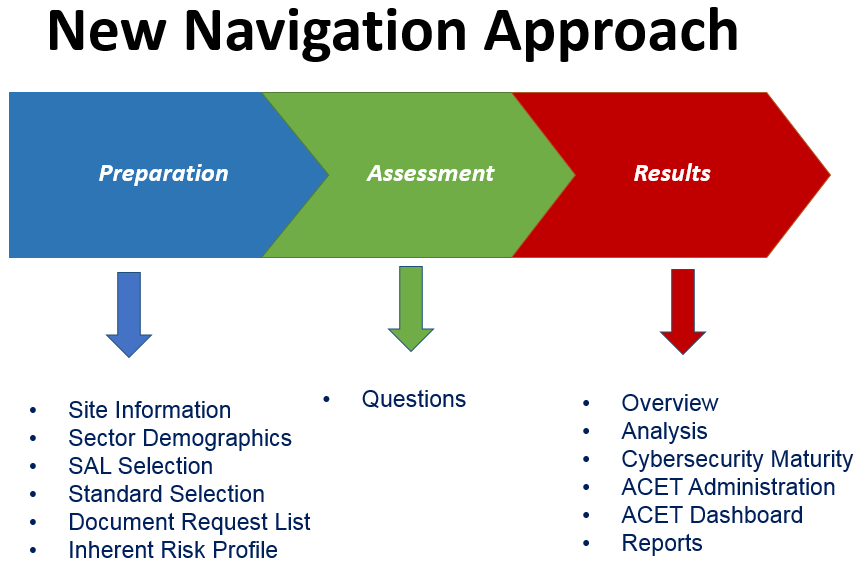 New Navigation Approach
Preparation
Assessment
Results
• Site Information
• Sector Demographics
• SAL Selection
• Standard Selection
• Document Request List
• Inherent Risk Profile
• Questions
• Overview
• Analysis
• Cybersecurity Maturity
• ACET Administration
• ACET Dashboard
• Reports